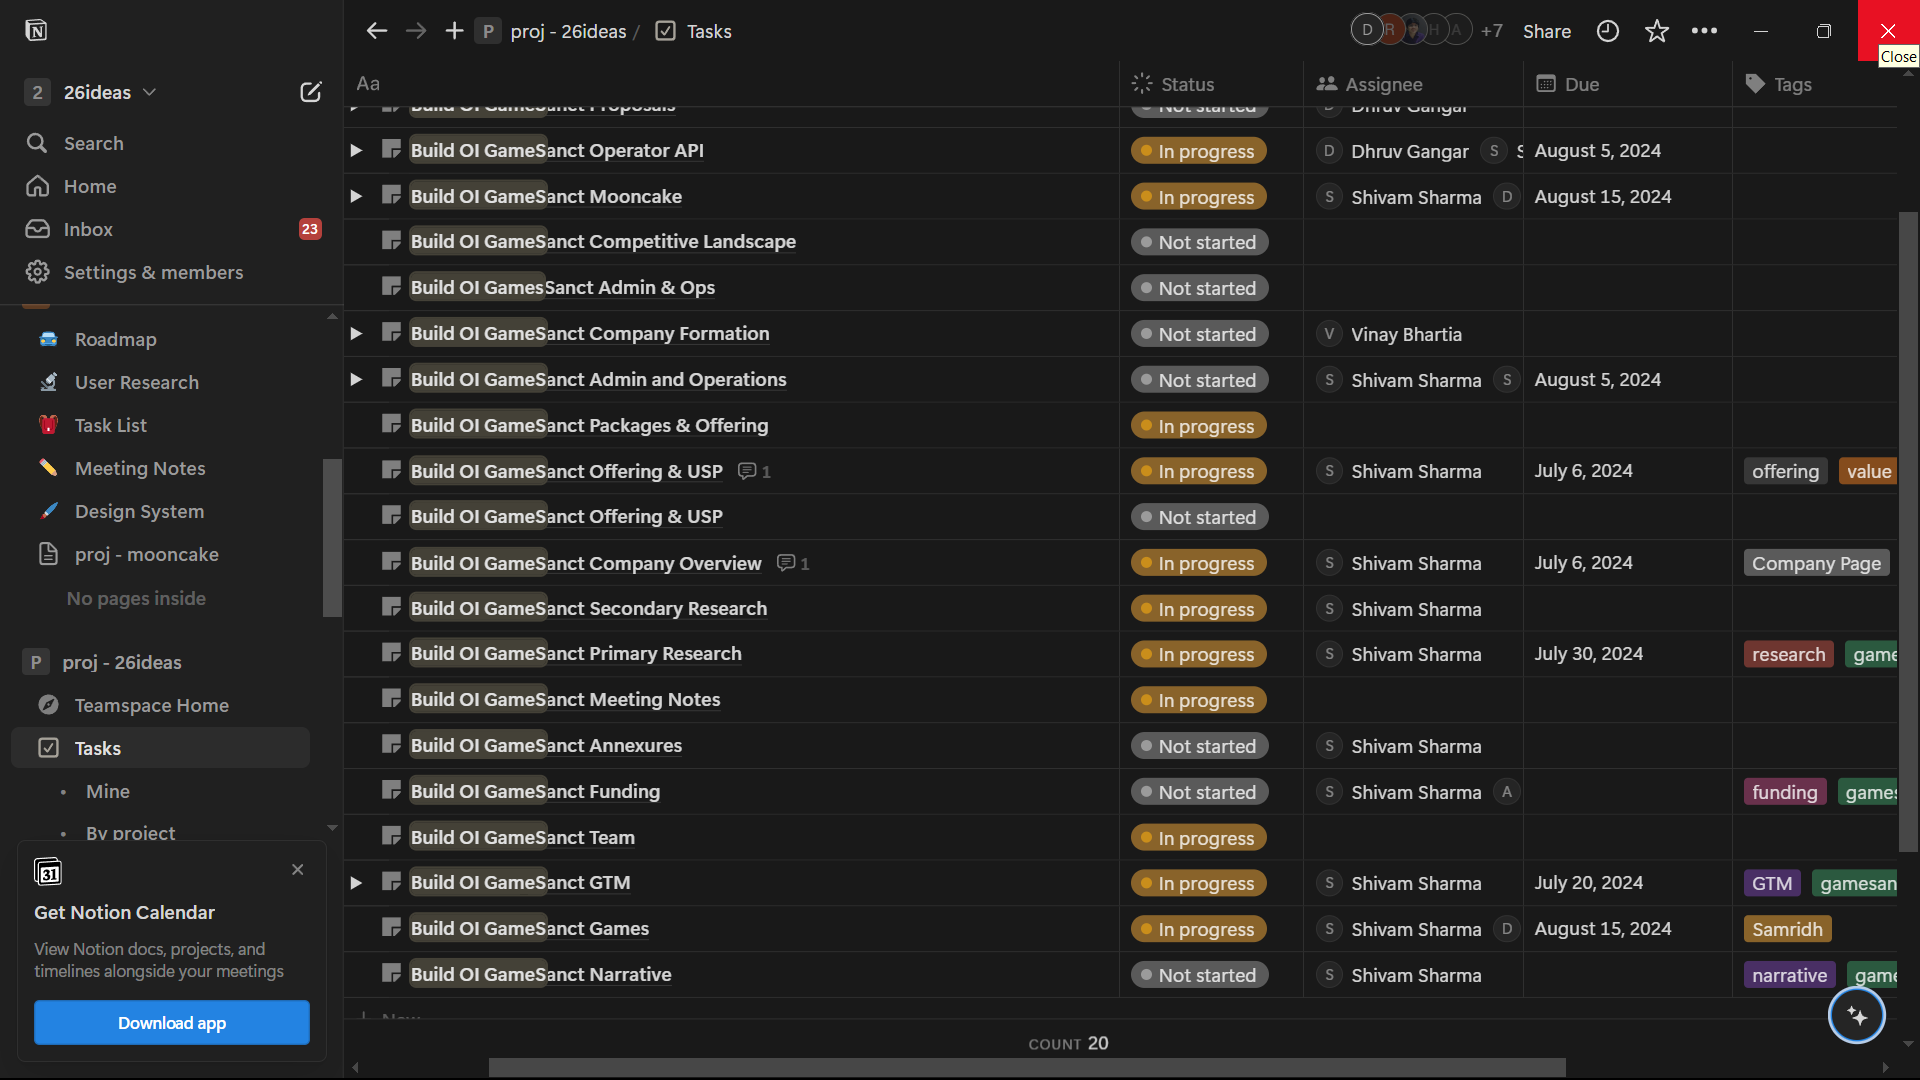 P proj - 26ideas / Tasks
D R H A +7 Share
Close
2 26ideas
Search
Home
Inbox 23
Settings & members
Roadmap
User Research
Task List
Meeting Notes
Design System
proj - mooncake
No pages inside
P proj - 26ideas
Teamspace Home
Tasks
• Mine
• By project
31
Get Notion Calendar
View Notion docs, projects, and
timelines alongside your meetings
Download app
Aa Status Assignee Due Tags
Build OI GameSanct Proposals Not started D Dhruv Gangar
Build OI GameSanct Operator API In progress D Dhruv Gangar S S August 5, 2024
Build OI GameSanct Mooncake In progress S Shivam Sharma D August 15, 2024
Build OI GameSanct Competitive Landscape Not started
Build OI GamesSanct Admin & Ops Not started
Build OI GameSanct Company Formation Not started V Vinay Bhartia
Build OI GameSanct Admin and Operations Not started S Shivam Sharma S August 5, 2024
Build OI GameSanct Packages & Offering In progress
Build OI GameSanct Offering & USP 1 In progress S Shivam Sharma July 6, 2024 offering value
Build OI GameSanct Offering & USP Not started
Build OI GameSanct Company Overview 1 In progress S Shivam Sharma July 6, 2024 Company Page
Build OI GameSanct Secondary Research In progress S Shivam Sharma
Build OI GameSanct Primary Research In progress S Shivam Sharma July 30, 2024 research game
Build OI GameSanct Meeting Notes In progress
Build OI GameSanct Annexures Not started S Shivam Sharma
Build OI GameSanct Funding Not started S Shivam Sharma A funding games
Build OI GameSanct Team In progress
Build OI GameSanct GTM In progress S Shivam Sharma July 20, 2024 GTM gamesan
Build OI GameSanct Games In progress S Shivam Sharma D August 15, 2024 Samridh
Build OI GameSanct Narrative Not started S Shivam Sharma narrative game
New
COUNT 20